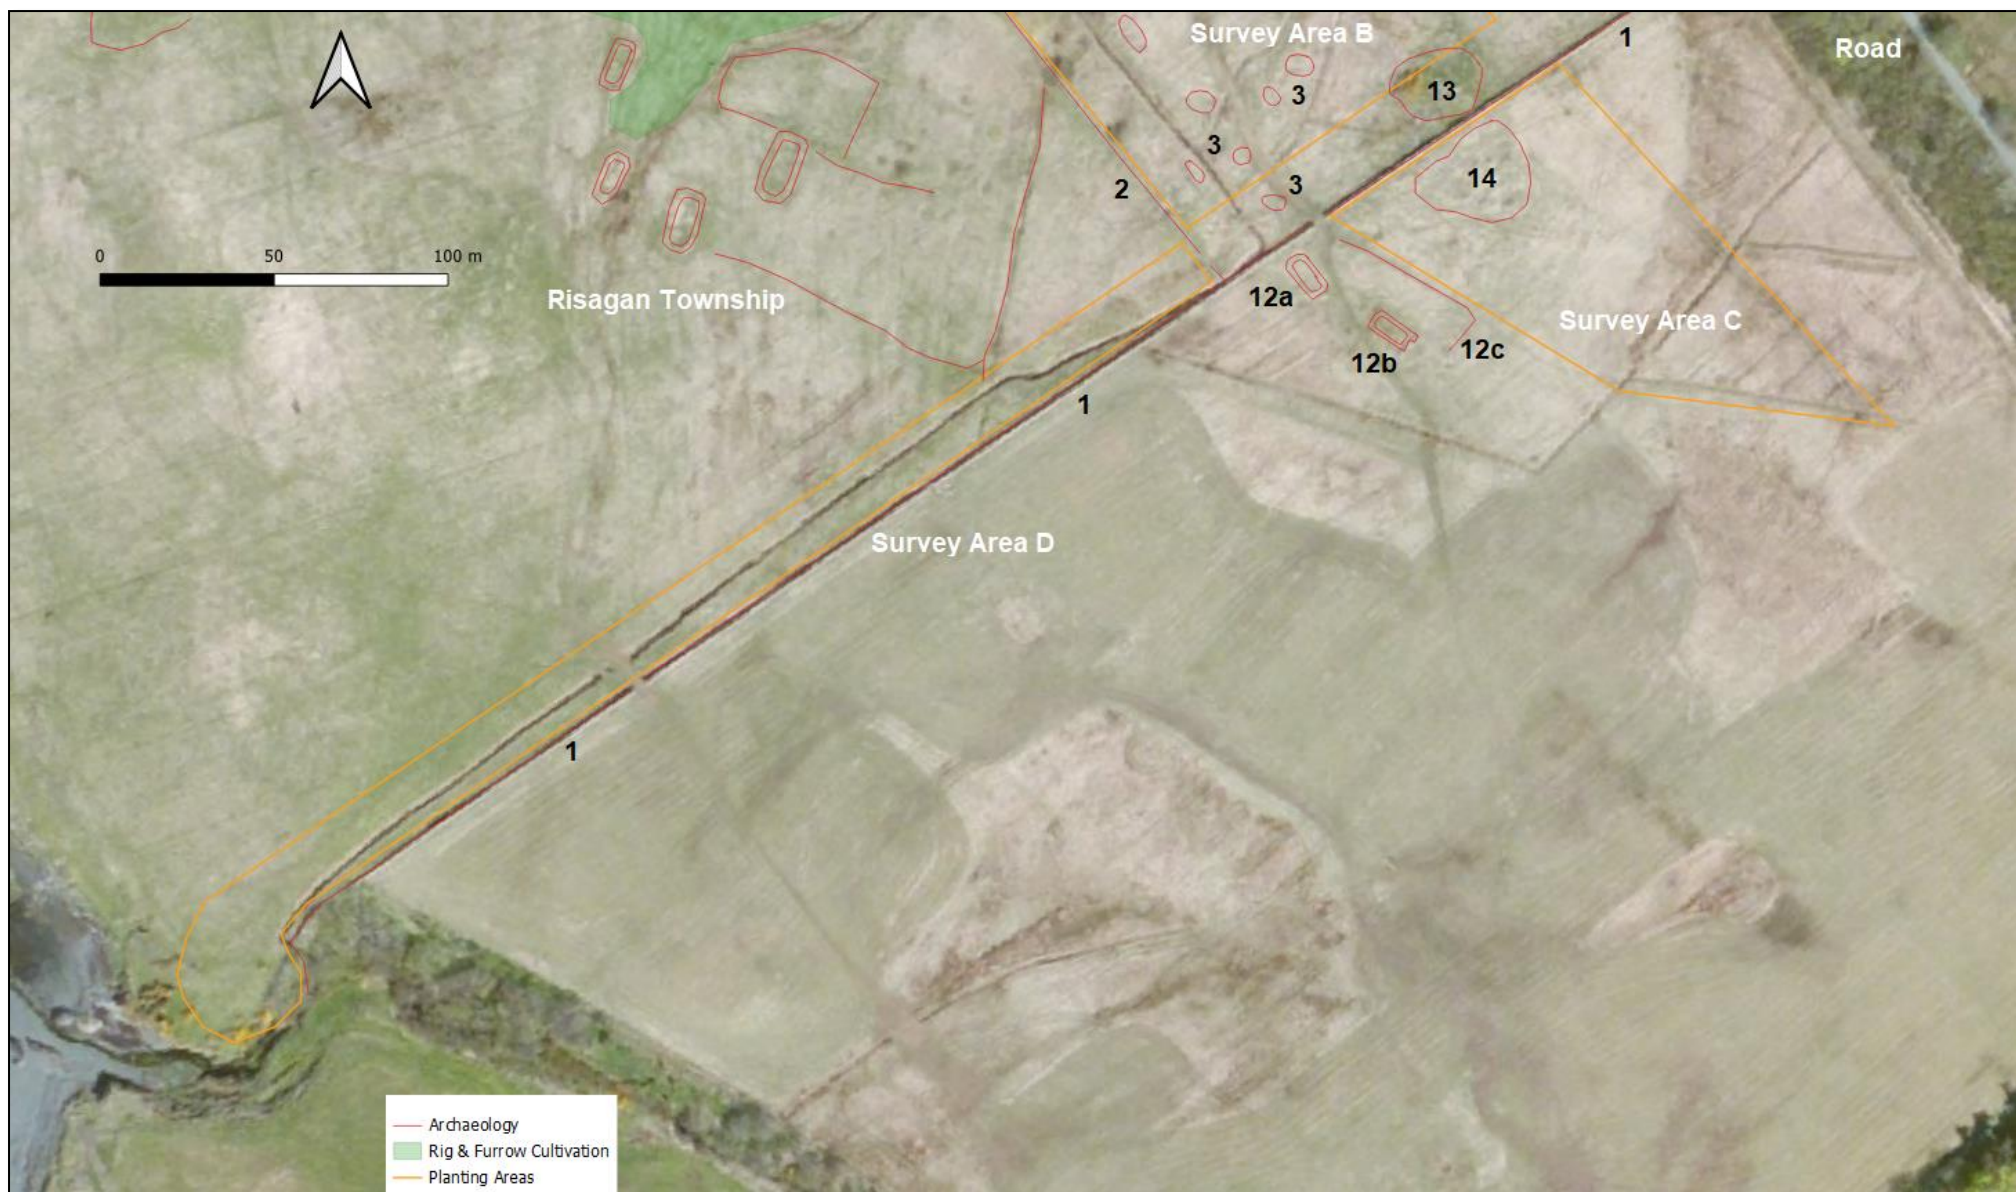 Survey Area B
1
Road
13
3
3
14
2
3
0 50 100 m
Risagan Township
12a
Survey Area C
12b
12c
1
Survey Area D
1
Archaeology
Rig & Furrow Cultivation
Planting Areas